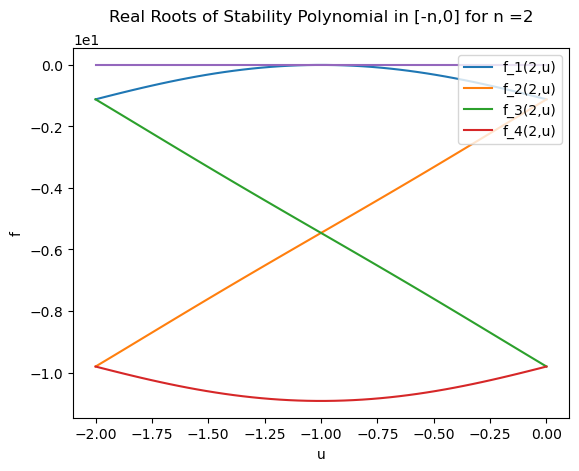 Real Roots of Stability Polynomial in [-n,0] for n =2
1e1
0.0
−0.2
−0.4
−0.6
−0.8
−1.0
f
f_1(2,u)
f_2(2,u)
f_3(2,u)
f_4(2,u)
−2.00
−1.75
−1.50
−1.25
−1.00
−0.75
−0.50
−0.25
0.00
u